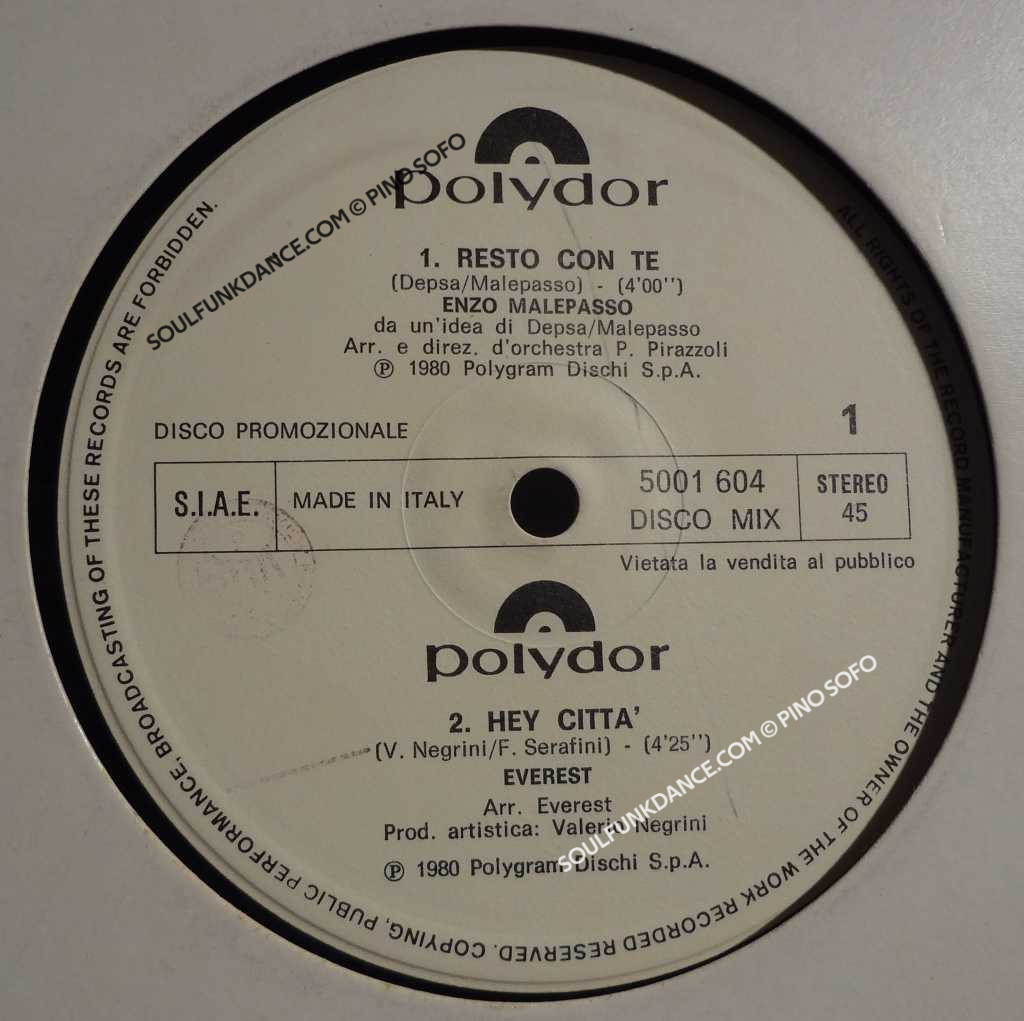 polydor
1. RESTO CON TE
(Depsa/Malepasso) - (4'00'')
ENZO MALEPASSO
da un'idea di Depsa/Malepasso
Arr. e direz. d'orchestra P. Pirazzoli
℗ 1980 Polygram Dischi S.p.A.
DISCO PROMOZIONALE
1
S.I.A.E.
MADE IN ITALY
5001 604
DISCO MIX
STEREO
45
Vietata la vendita al pubblico
polydor
2. HEY CITTA'
(V. Negrini/F. Serafini) - (4'25'')
EVEREST
Arr. Everest
Prod. artistica: Valerio Negrini
℗ 1980 Polygram Dischi S.p.A.
ALL RIGHTS OF THE RECORD MANUFACTURER AND THE OWNER OF THE WORK RECORDED RESERVED. COPYING, PUBLIC PERFORMANCE, BROADCASTING OF THESE RECORDS ARE FORBIDDEN.
SOULFUNKDANCE.COM © PINO SOFO
SOULFUNKDANCE.COM © PINO SOFO